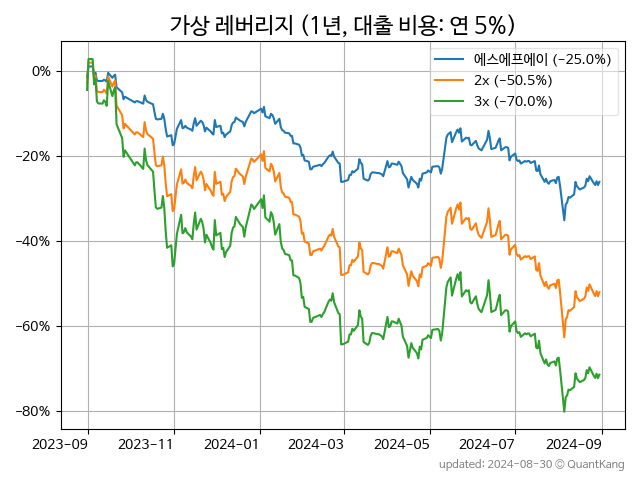 가상 레버리지 (1년, 대출 비용: 연 5%)
에스에프에이 (−25.0%)
2x (−50.5%)
3x (−70.0%)
0%
−20%
−40%
−60%
−80%
2023-09 2023-11 2024-01 2024-03 2024-05 2024-07 2024-09
updated: 2024-08-30 © QuantKang